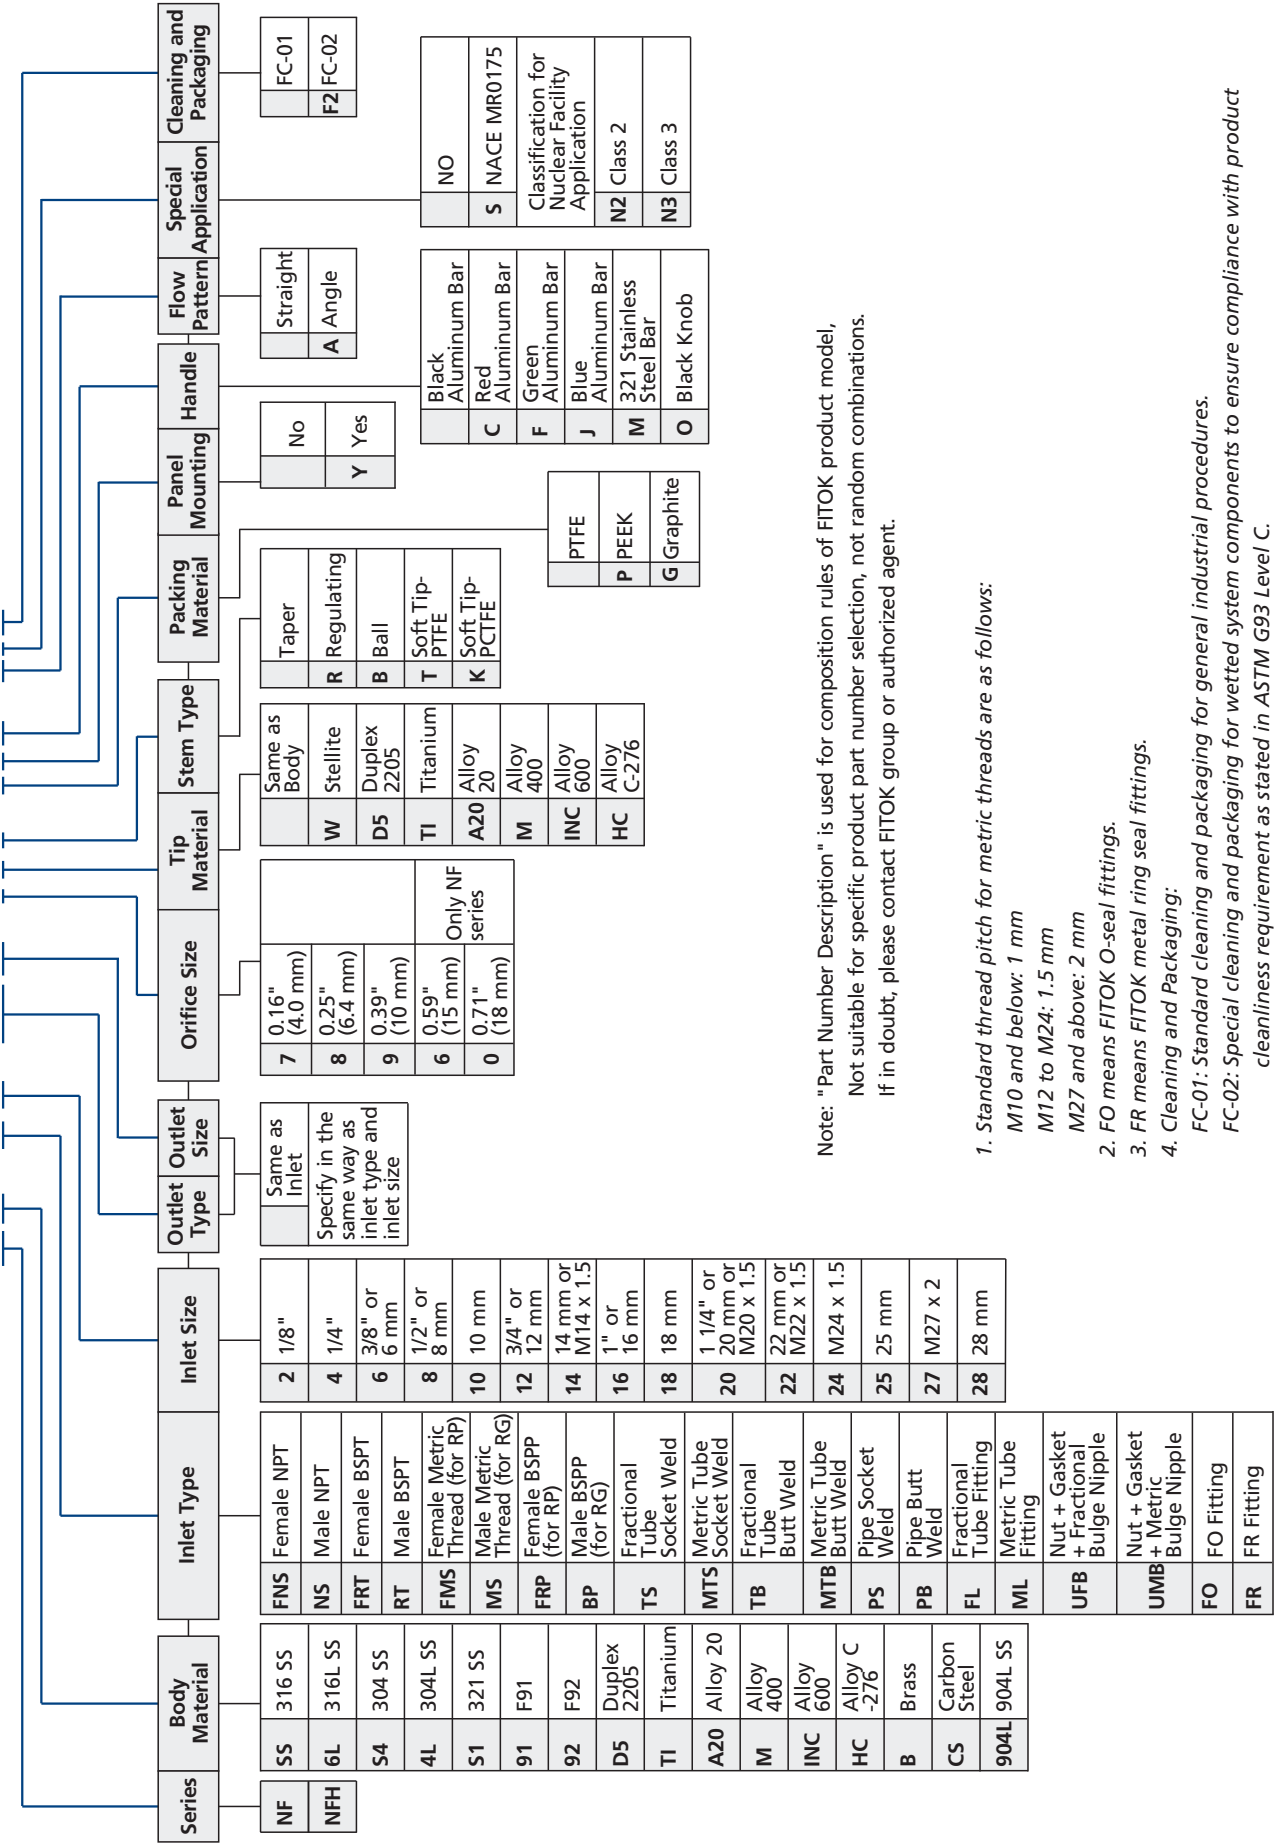 Series
NF
NFH
Body
Material
SS 316 SS
6L 316L SS
S4 304 SS
4L 304L SS
S1 321 SS
91 F91
92 F92
D5 Duplex
2205
TI Titanium
A20 Alloy 20
M Alloy
400
INC Alloy
600
HC Alloy C
-276
B Brass
CS Carbon
Steel
904L 904L SS
Inlet Type
FNS Female NPT
NS Male NPT
FRT Female BSPT
RT Male BSPT
FMS Female Metric
Thread (for RP)
MS Male Metric
Thread (for RG)
FRP Female BSPP
(for RP)
BP Male BSPP
(for RG)
TS Fractional
Tube
Socket Weld
MTS Metric Tube
Socket Weld
TB Fractional
Tube
Butt Weld
MTB Metric Tube
Butt Weld
PS Pipe Socket
Weld
PB Pipe Butt
Weld
FL Fractional
Tube Fitting
ML Metric Tube
Fitting
UFB Nut + Gasket
+ Fractional
Bulge Nipple
UMB Nut + Gasket
+ Metric
Bulge Nipple
FO FO Fitting
FR FR Fitting
Inlet Size
2 1/8"
4 1/4"
6 3/8" or
6 mm
8 1/2" or
8 mm
10 10 mm
12 3/4" or
12 mm
14 14 mm or
M14 x 1.5
16 1" or
16 mm
18 18 mm
20 1 1/4" or
20 mm or
M20 x 1.5
22 22 mm or
M22 x 1.5
24 M24 x 1.5
25 25 mm
27 M27 x 2
28 28 mm
Outlet
Type
Outlet
Size
Same as
Inlet
Specify in the
same way as
inlet type and
inlet size
Orifice Size
7 0.16"
(4.0 mm)
8 0.25"
(6.4 mm)
9 0.39"
(10 mm)
6 0.59"
(15 mm)
0 0.71"
(18 mm)
Only NF
series
Tip
Material
Same as
Body
W Stellite
D5 Duplex
2205
TI Titanium
A20 Alloy
20
M Alloy
400
INC Alloy
600
HC Alloy
C-276
Stem Type
Taper
R Regulating
B Ball
T Soft Tip-
PTFE
K Soft Tip-
PCTFE
Packing
Material
PTFE
P PEEK
G Graphite
Panel
Mounting
No
Y Yes
Handle
Black
Aluminum Bar
C Red
Aluminum Bar
F Green
Aluminum Bar
J Blue
Aluminum Bar
M 321 Stainless
Steel Bar
O Black Knob
Flow
Pattern
Straight
A Angle
Special
Application
NO
S NACE MR0175
Classification for
Nuclear Facility
Application
N2 Class 2
N3 Class 3
Cleaning and
Packaging
FC-01
F2 FC-02
Note: "Part Number Description" is used for composition rules of FITOK product model,
Not suitable for specific product part number selection, not random combinations.
If in doubt, please contact FITOK group or authorized agent.
1. Standard thread pitch for metric threads are as follows:
M10 and below: 1 mm
M12 to M24: 1.5 mm
M27 and above: 2 mm
2. FO means FITOK O-seal fittings.
3. FR means FITOK metal ring seal fittings.
4. Cleaning and Packaging:
FC-01: Standard cleaning and packaging for general industrial procedures.
FC-02: Special cleaning and packaging for wetted system components to ensure compliance with product
cleanliness requirement as stated in ASTM G93 Level C.